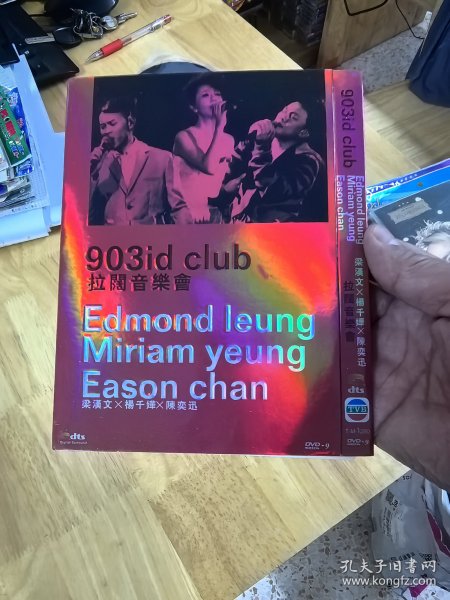 903id club
拉闊音樂會
Edmond leung
Miriam yeung
Eason chan
梁漢文×楊千嬅×陳奕迅
dts
Digital Surround
DVD-9
903id club
拉闊音樂會
Edmond leung
Miriam yeung
Eason chan
梁漢文×楊千嬅×陳奕迅
dts
TVB
DVD-9
孔夫子旧书网
www.kongfz.com